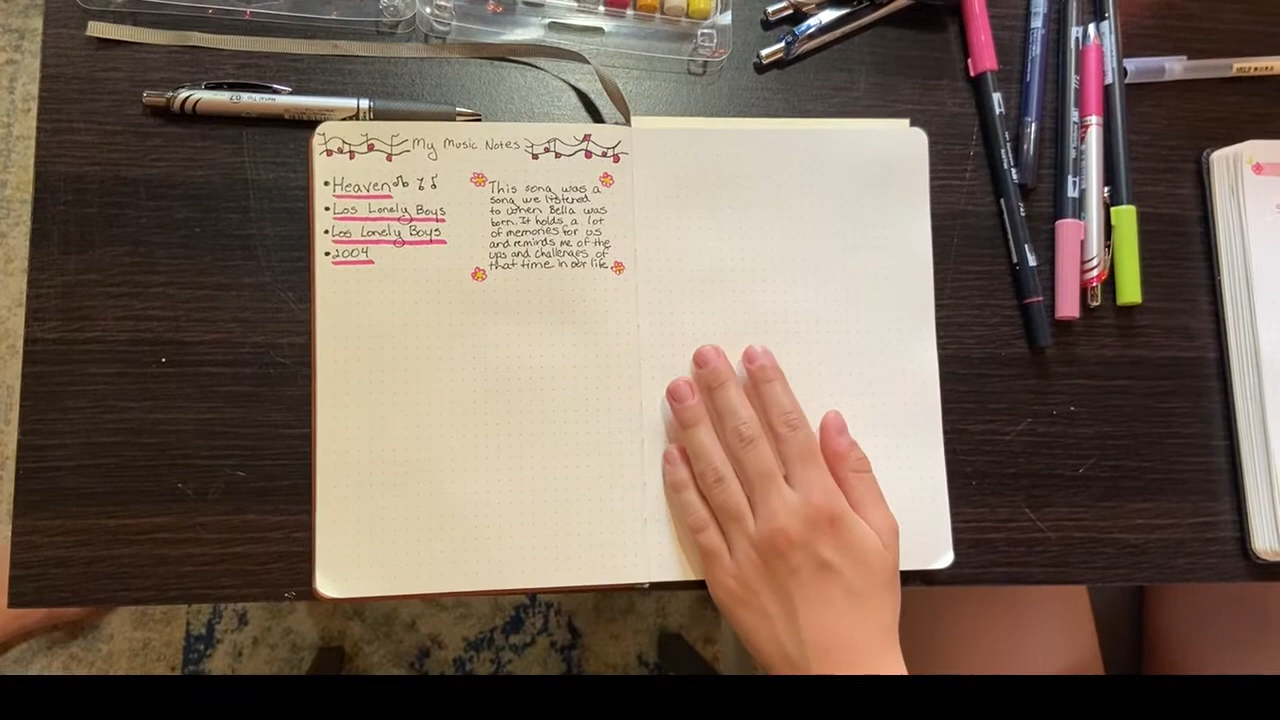 My Music Notes
• Heaven
• Los Lonely Boys
• Los Lonely Boys
• 2004
This song was a
song we listened
to when Bella was
born. It holds a lot
of memories for us
and reminds me of the
ups and challenges of
that time in our life.